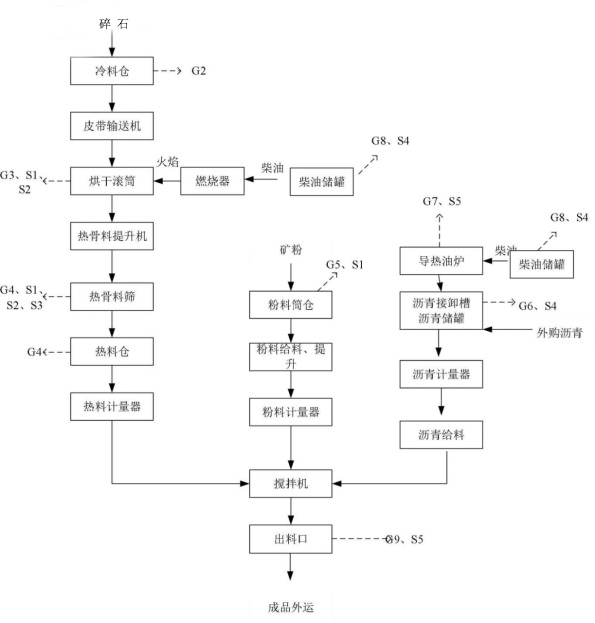 碎 石
冷料仓
G2
皮带输送机
G3、S1、
S2
烘干滚筒
火焰
燃烧器
柴油
柴油储罐
G8、S4
热骨料提升机
G4、S1、
S2、S3
热骨料筛
G4
热料仓
热料计量器
矿粉
G5、S1
粉料筒仓
粉料给料、提
升
粉料计量器
G7、S5
G8、S4
导热油炉
柴油
柴油储罐
沥青接卸槽
沥青储罐
G6、S4
外购沥青
沥青计量器
沥青给料
搅拌机
出料口
G9、S5
成品外运